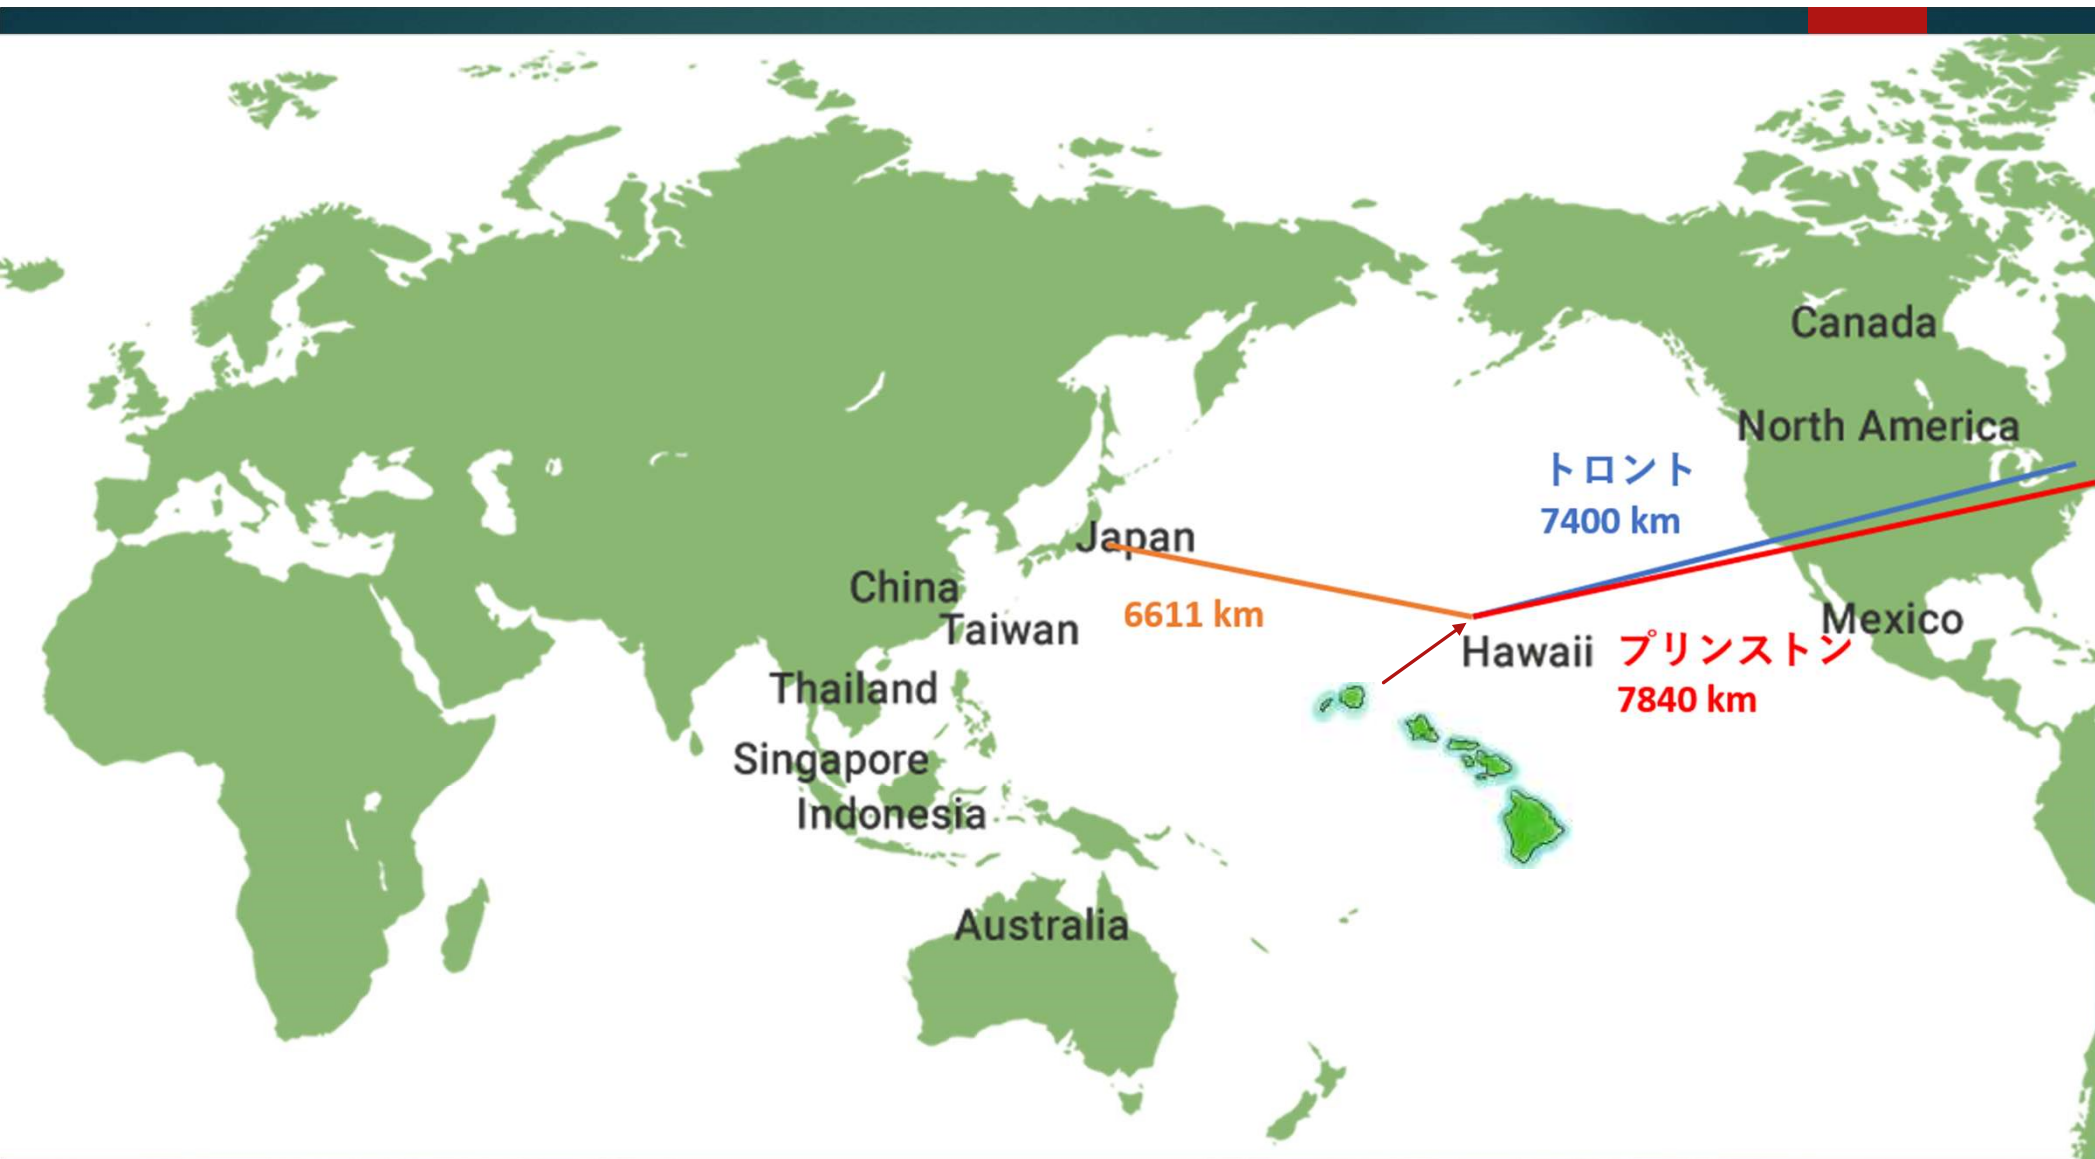 Canada
North America
トロント
7400 km
Japan
China
6611 km
Taiwan
Mexico
Hawaii
プリンストン
7840 km
Thailand
Singapore
Indonesia
Australia